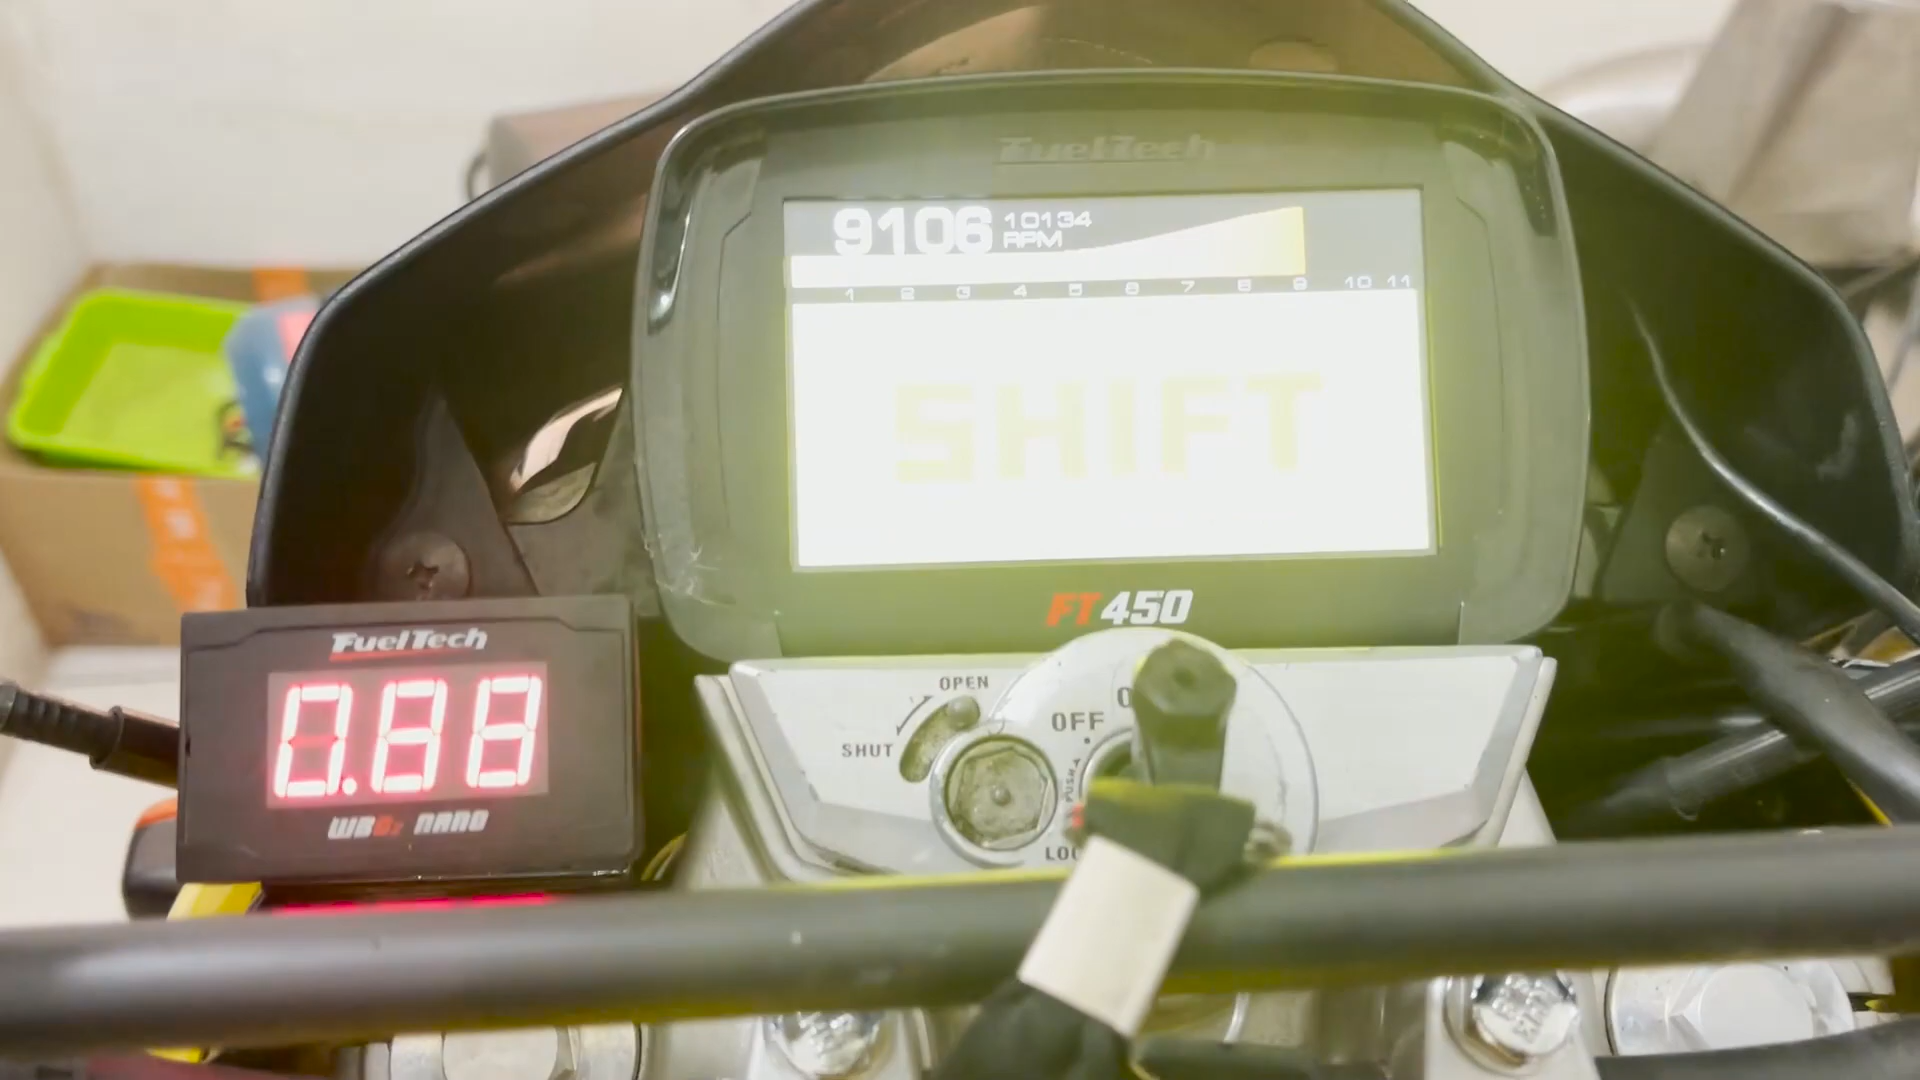 FuelTech
9106 10134
RPM
1 2 3 4 5 6 7 8 9 10 11
SHIFT
FT450
FuelTech
0.88
WBO2 NANO
OPEN
SHUT
OFF
PUSH